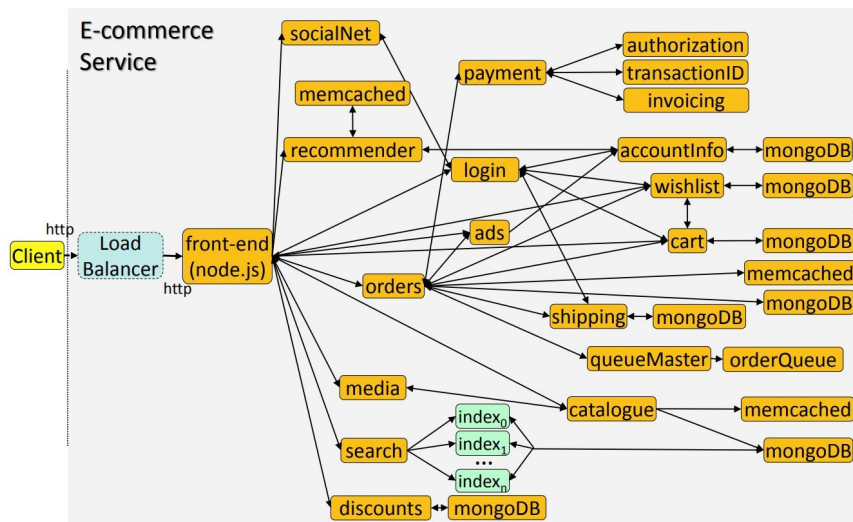 E-commerce
Service
socialNet
memcached
recommender
payment
authorization
transactionID
invoicing
login
accountInfo
mongoDB
wishlist
mongoDB
http
Client
Load
Balancer
http
front-end
(node.js)
ads
cart
mongoDB
orders
memcached
mongoDB
shipping
mongoDB
queueMaster
orderQueue
media
catalogue
memcached
mongoDB
search
index0
index1
...
indexn
discounts
mongoDB